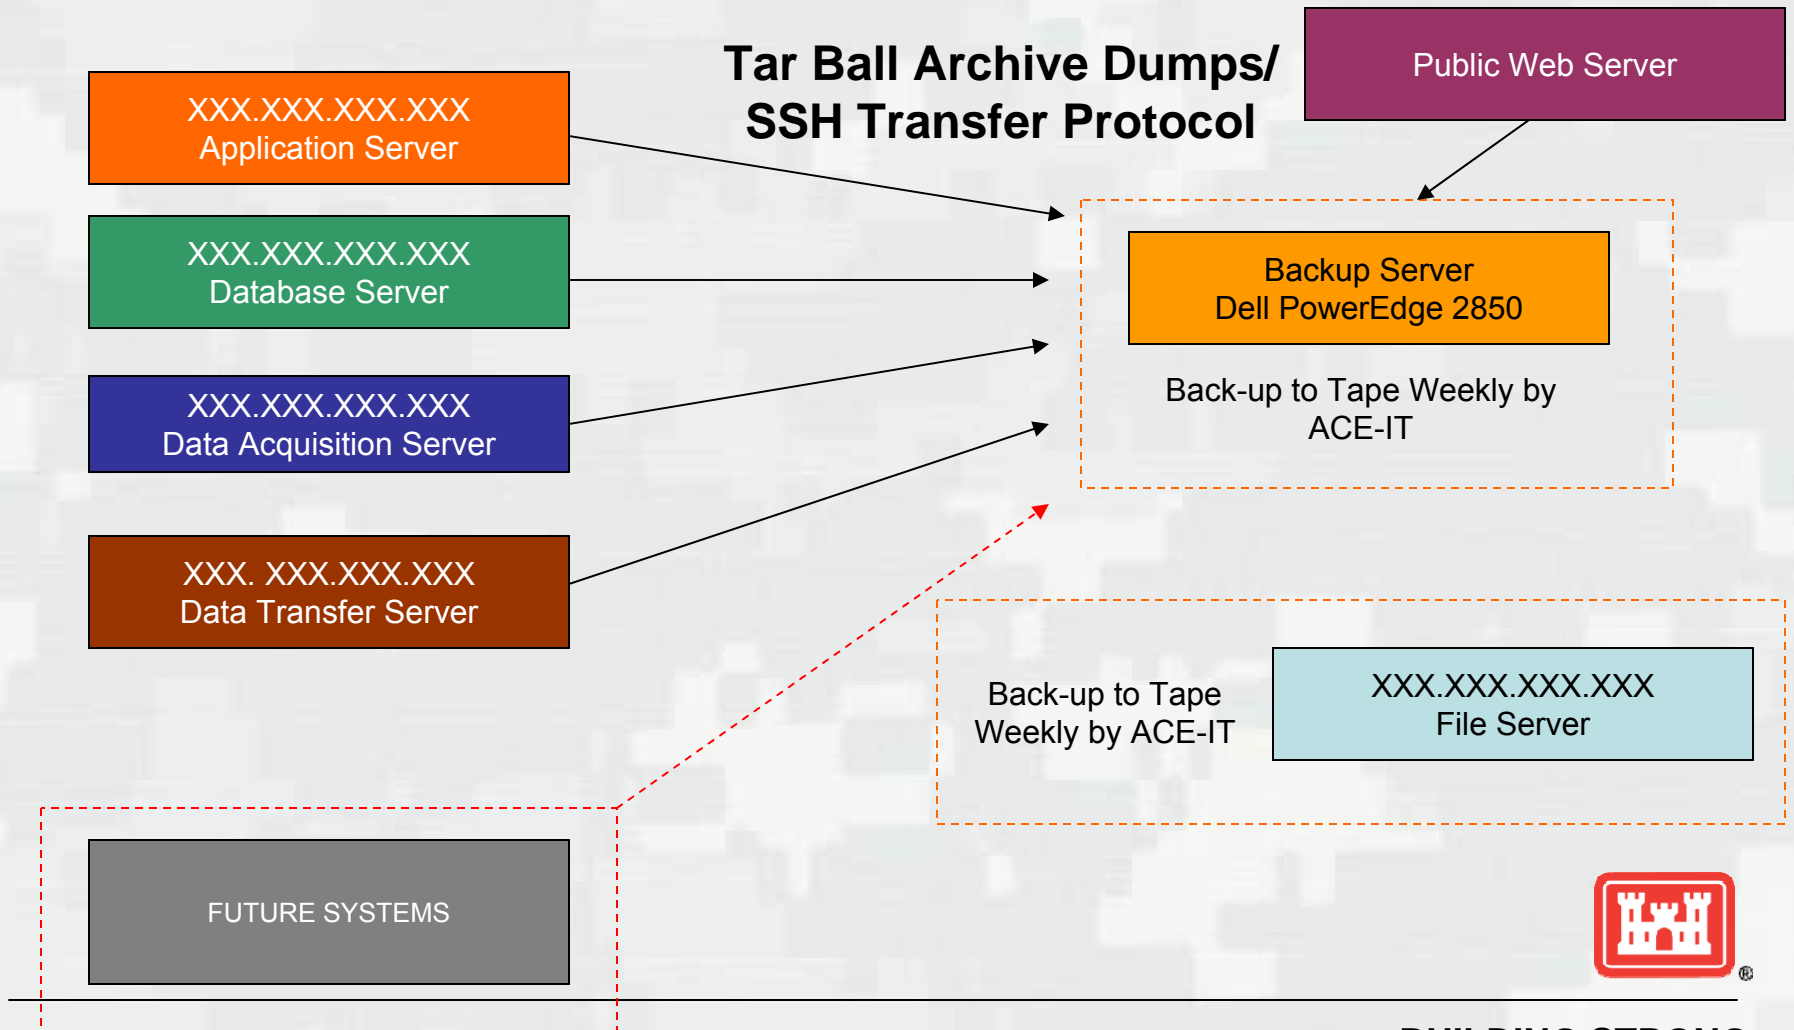 Tar Ball Archive Dumps/
SSH Transfer Protocol
Public Web Server
XXX.XXX.XXX.XXX
Application Server
XXX.XXX.XXX.XXX
Database Server
Backup Server
Dell PowerEdge 2850
Back-up to Tape Weekly by
ACE-IT
XXX.XXX.XXX.XXX
Data Acquisition Server
XXX. XXX.XXX.XXX
Data Transfer Server
Back-up to Tape
Weekly by ACE-IT
XXX.XXX.XXX.XXX
File Server
FUTURE SYSTEMS
®
BUILDING STRONG